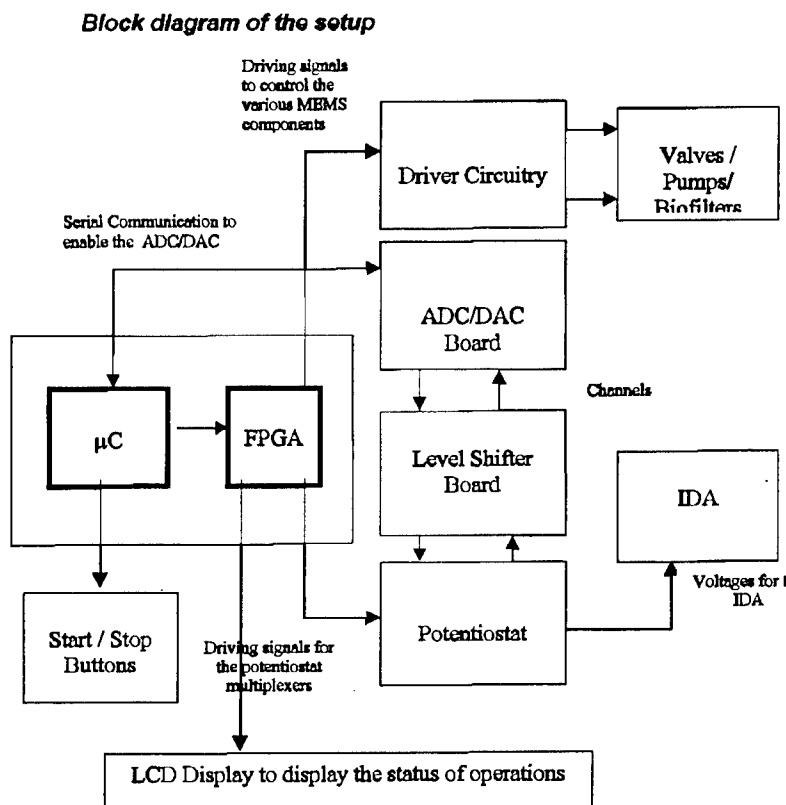 Block diagram of the setup
Driving signals
to control the
various MEMS
components
Driver Circuitry
Valves /
Pumps/
Biofilters
Serial Communication to
enable the ADC/DAC
ADC/DAC
Board
Channels
µC
FPGA
Level Shifter
Board
IDA
Voltages for
IDA
Start / Stop
Buttons
Driving signals for
the potentiostat
multiplexers
Potentiostat
LCD Display to display the status of operations